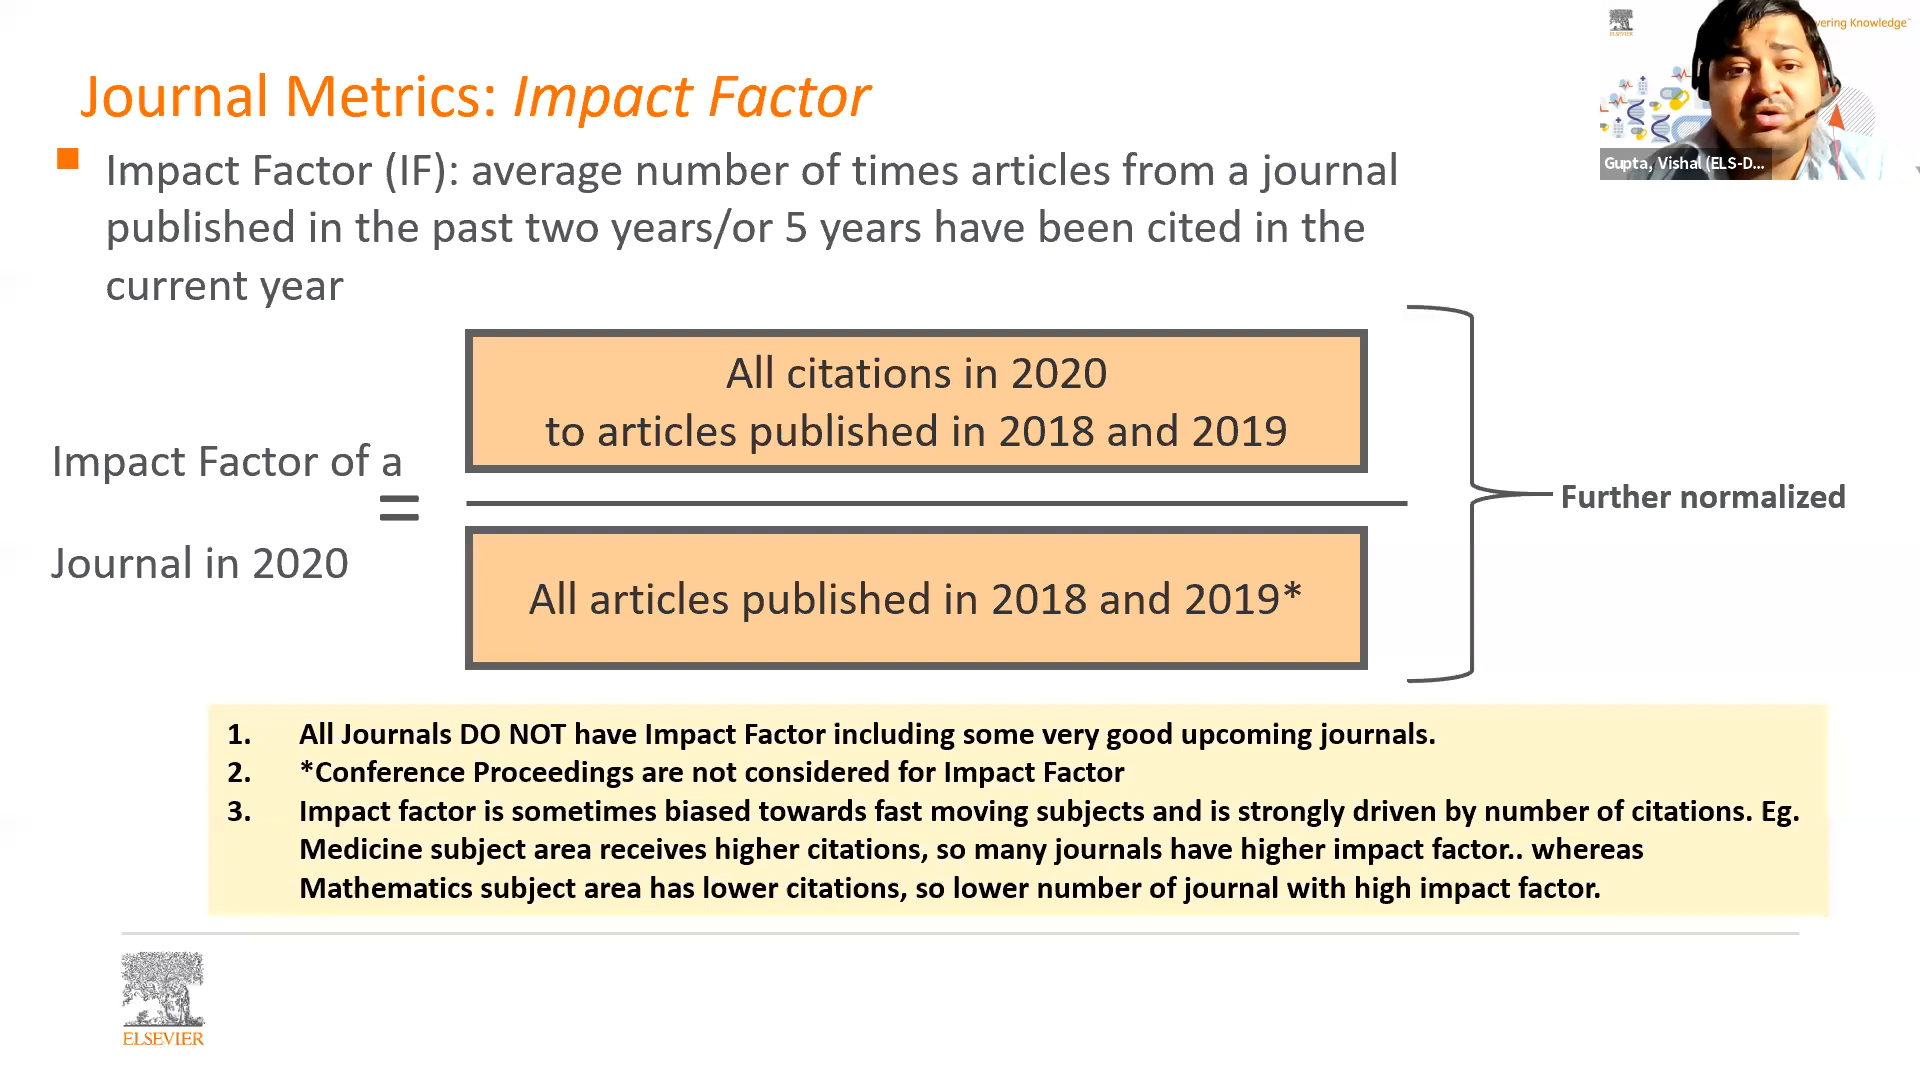 Journal Metrics: Impact Factor
Impact Factor (IF): average number of times articles from a journal
published in the past two years/or 5 years have been cited in the
current year
Impact Factor of a
Journal in 2020
=
All citations in 2020
to articles published in 2018 and 2019
All articles published in 2018 and 2019*
Further normalized
1. All Journals DO NOT have Impact Factor including some very good upcoming journals.
2. *Conference Proceedings are not considered for Impact Factor
3. Impact factor is sometimes biased towards fast moving subjects and is strongly driven by number of citations. Eg.
Medicine subject area receives higher citations, so many journals have higher impact factor.. whereas
Mathematics subject area has lower citations, so lower number of journal with high impact factor.
ELSEVIER
ELSEVIER
vering Knowledge™
Gupta, Vishal (ELS-D...